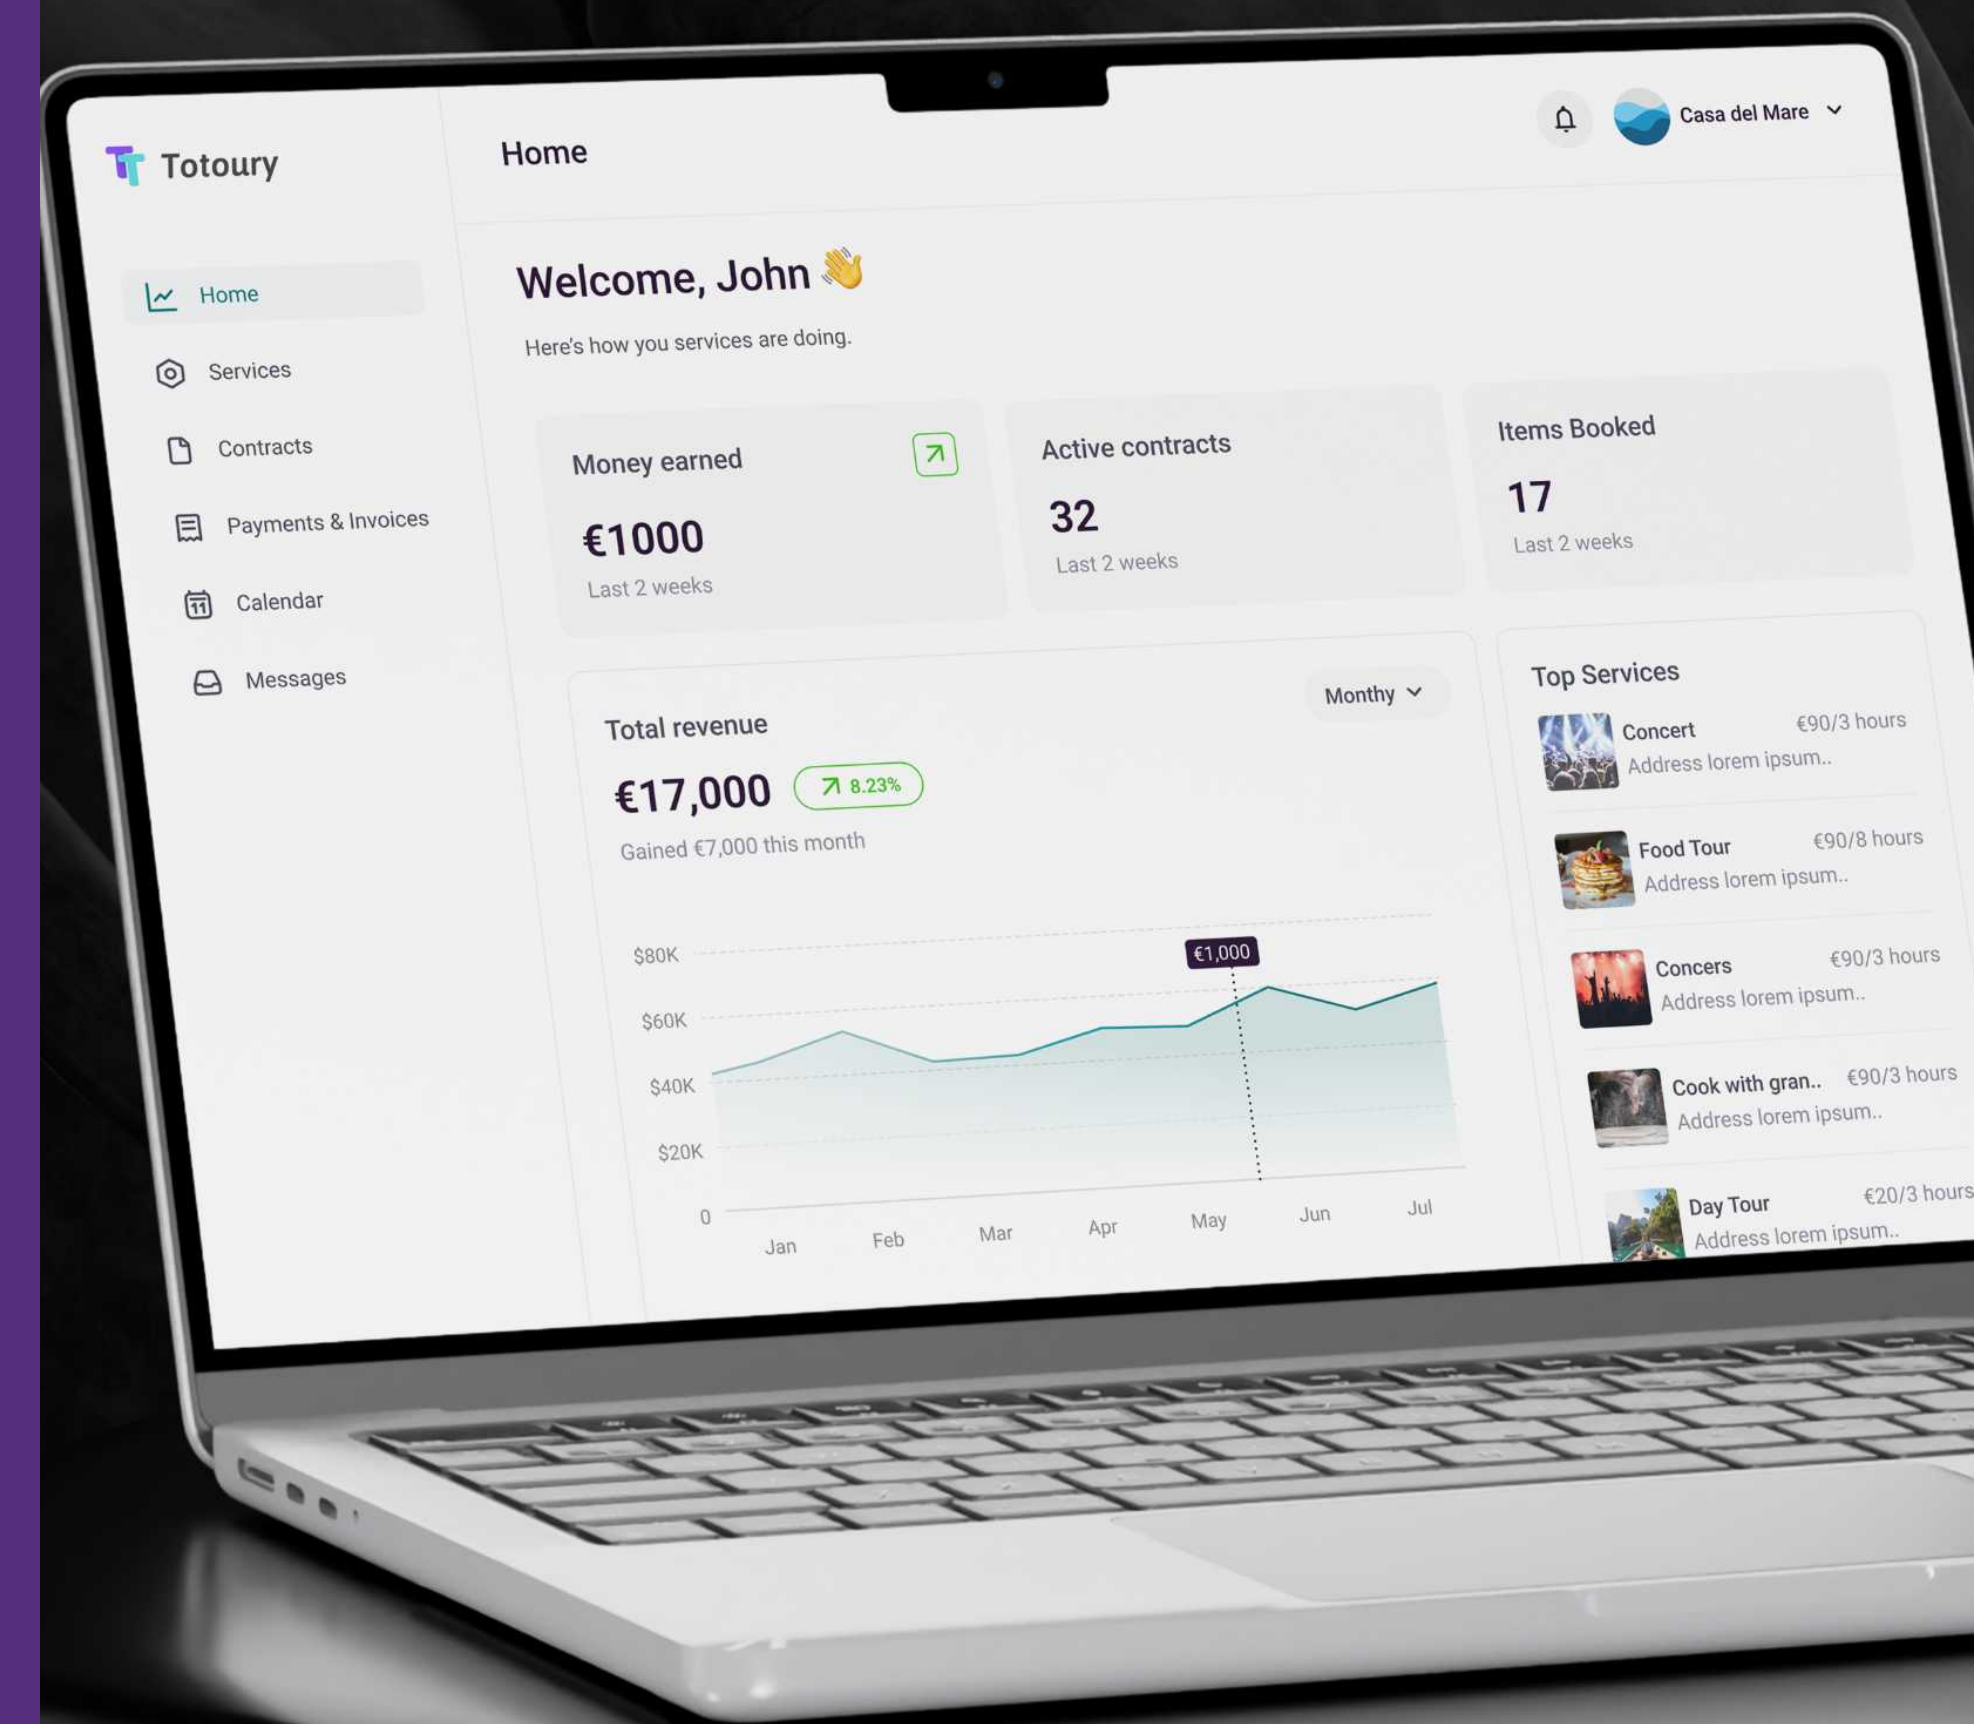 Totoury
Home
Services
Contracts
Payments & Invoices
11
Calendar
Messages
Home
Casa del Mare
Welcome, John 👋
Here's how you services are doing.
Money earned
€1000
Last 2 weeks
Active contracts
32
Last 2 weeks
Items Booked
17
Last 2 weeks
Total revenue
Monthy
€17,000
8.23%
Gained €7,000 this month
$80K
$60K
$40K
$20K
0
€1,000
Jan Feb Mar Apr May Jun Jul
Top Services
Concert €90/3 hours
Address lorem ipsum..
Food Tour €90/8 hours
Address lorem ipsum..
Concers €90/3 hours
Address lorem ipsum..
Cook with gran.. €90/3 hours
Address lorem ipsum..
Day Tour €20/3 hours
Address lorem ipsum..